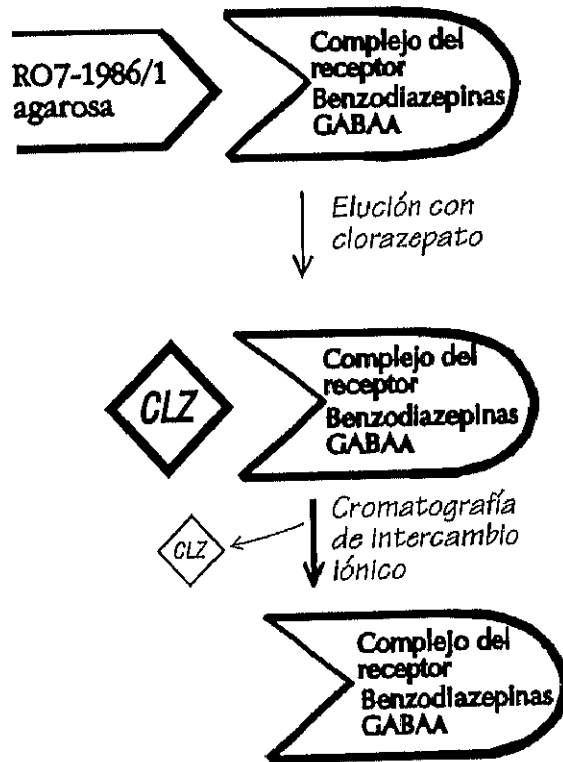 RO7-1986/1
agarosa
Complejo del
receptor
Benzodiazepinas
GABAA
Elución con
clorazepato
CLZ
Complejo del
receptor
Benzodiazepinas
GABAA
CLZ
Cromatografía
de intercambio
iónico
Complejo del
receptor
Benzodiazepinas
GABAA